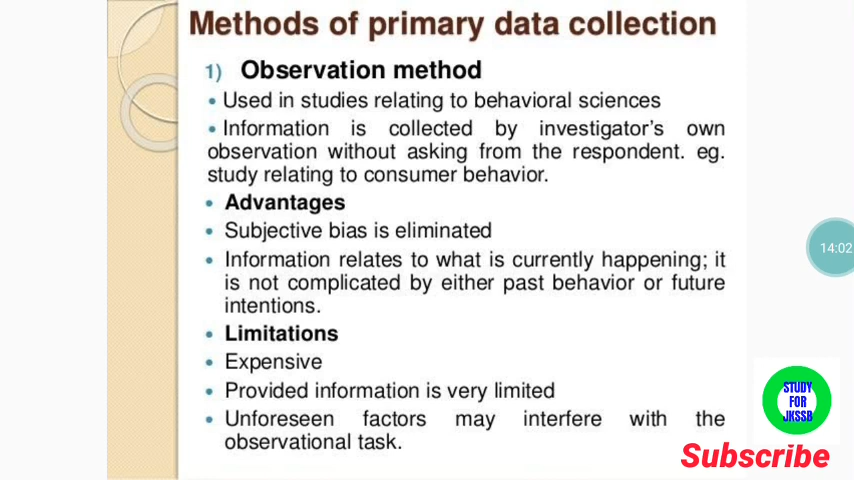 Methods of primary data collection
1) Observation method
• Used in studies relating to behavioral sciences
• Information is collected by investigator's own
observation without asking from the respondent. eg.
study relating to consumer behavior.
• Advantages
• Subjective bias is eliminated
• Information relates to what is currently happening; it
is not complicated by either past behavior or future
intentions.
• Limitations
• Expensive
• Provided information is very limited
• Unforeseen factors may interfere with the
observational task.
14:02
STUDY
FOR
JKSSB
Subscribe